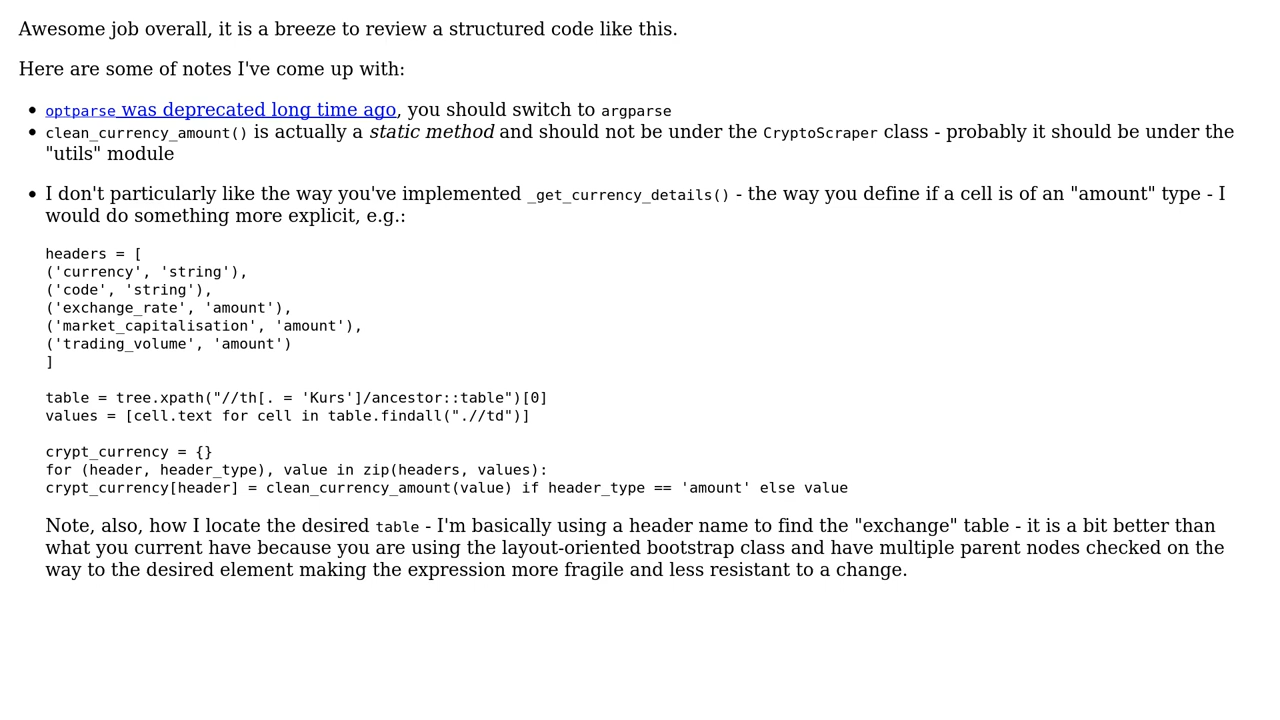 Awesome job overall, it is a breeze to review a structured code like this.
Here are some of notes I've come up with:
• optparse was deprecated long time ago, you should switch to argparse
• clean_currency_amount() is actually a static method and should not be under the CryptoScraper class - probably it should be under the
"utils" module
• I don't particularly like the way you've implemented _get_currency_details() - the way you define if a cell is of an "amount" type - I
would do something more explicit, e.g.:
headers = [
('currency', 'string'),
('code', 'string'),
('exchange_rate', 'amount'),
('market_capitalisation', 'amount'),
('trading_volume', 'amount')
]
table = tree.xpath("//th[. = 'Kurs']/ancestor::table")[0]
values = [cell.text for cell in table.findall(".//td")]
crypt_currency = {}
for (header, header_type), value in zip(headers, values):
crypt_currency[header] = clean_currency_amount(value) if header_type == 'amount' else value
Note, also, how I locate the desired table - I'm basically using a header name to find the "exchange" table - it is a bit better than
what you current have because you are using the layout-oriented bootstrap class and have multiple parent nodes checked on the
way to the desired element making the expression more fragile and less resistant to a change.